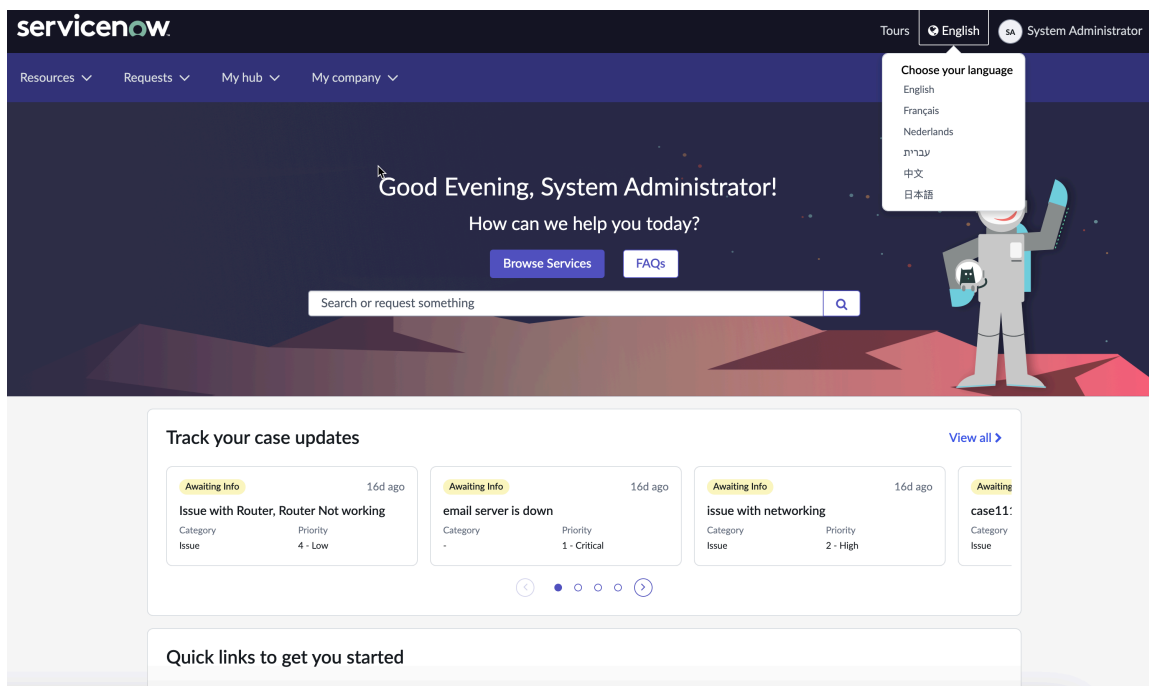 servicenow
Tours English SA System Administrator
Resources Requests My hub My company
Choose your language
English
Français
Nederlands
עברית
中文
日本語
Good Evening, System Administrator!
How can we help you today?
Browse Services FAQs
Search or request something
Track your case updates View all
Awaiting Info 16d ago
Issue with Router, Router Not working
Category Priority
Issue 4 - Low
Awaiting Info 16d ago
email server is down
Category Priority
- 1 - Critical
Awaiting Info 16d ago
issue with networking
Category Priority
Issue 2 - High
Awaiting
case111
Category
Issue
Quick links to get you started